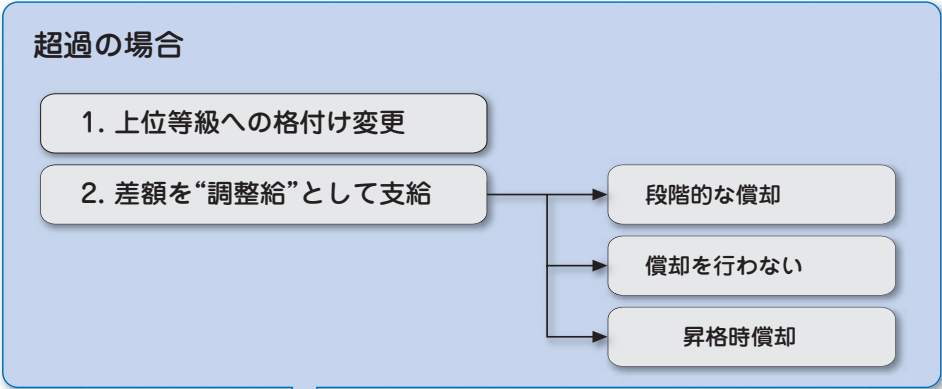 超過の場合
1. 上位等級への格付け変更
2. 差額を“調整給”として支給
段階的な償却
償却を行わない
昇格時償却